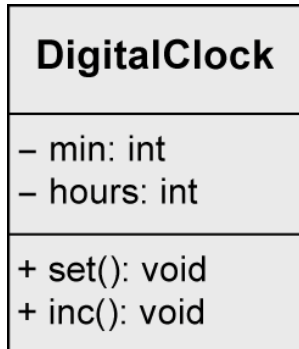 DigitalClock
– min: int
– hours: int
+ set(): void
+ inc(): void